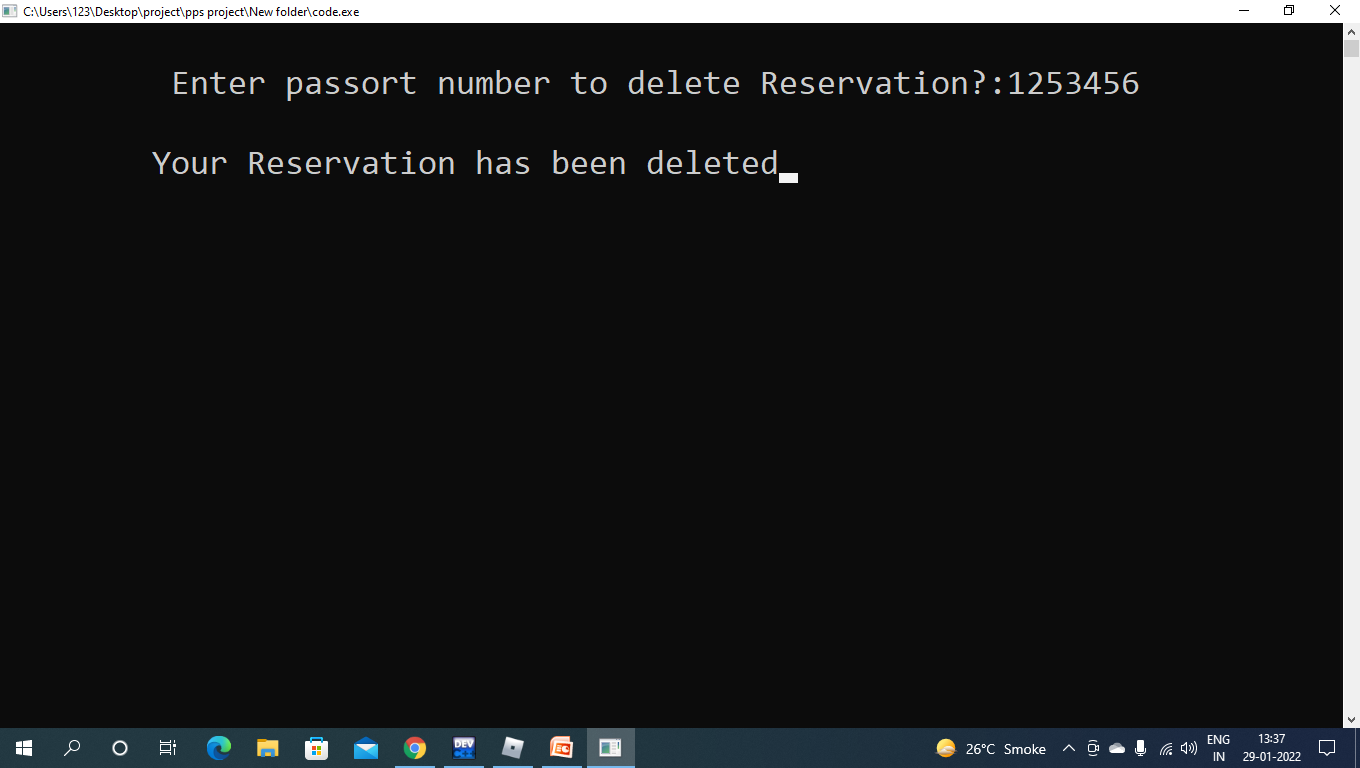 C:\Users\123\Desktop\project\pps project\New folder\code.exe
Enter passort number to delete Reservation?:1253456
Your Reservation has been deleted
DEV
26°C Smoke
ENG
IN
13:37
29-01-2022